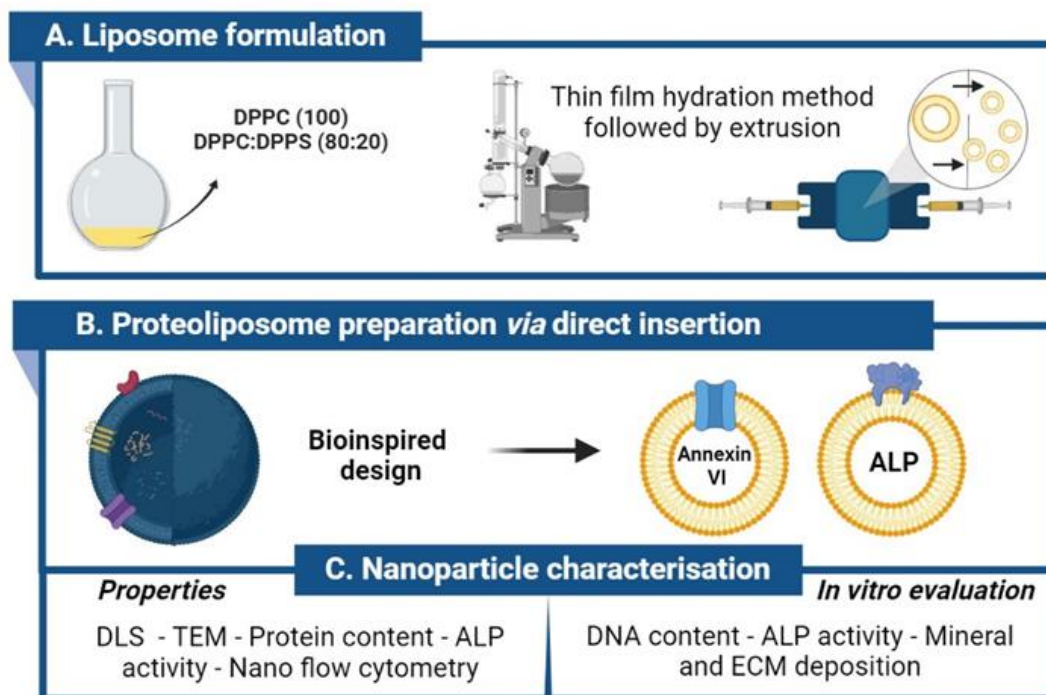 A. Liposome formulation
DPPC (100)
DPPC:DPPS (80:20)
Thin film hydration method
followed by extrusion
B. Proteoliposome preparation via direct insertion
Bioinspired
design
Annexin
VI
ALP
C. Nanoparticle characterisation
Properties
DLS - TEM - Protein content - ALP
activity - Nano flow cytometry
In vitro evaluation
DNA content - ALP activity - Mineral
and ECM deposition